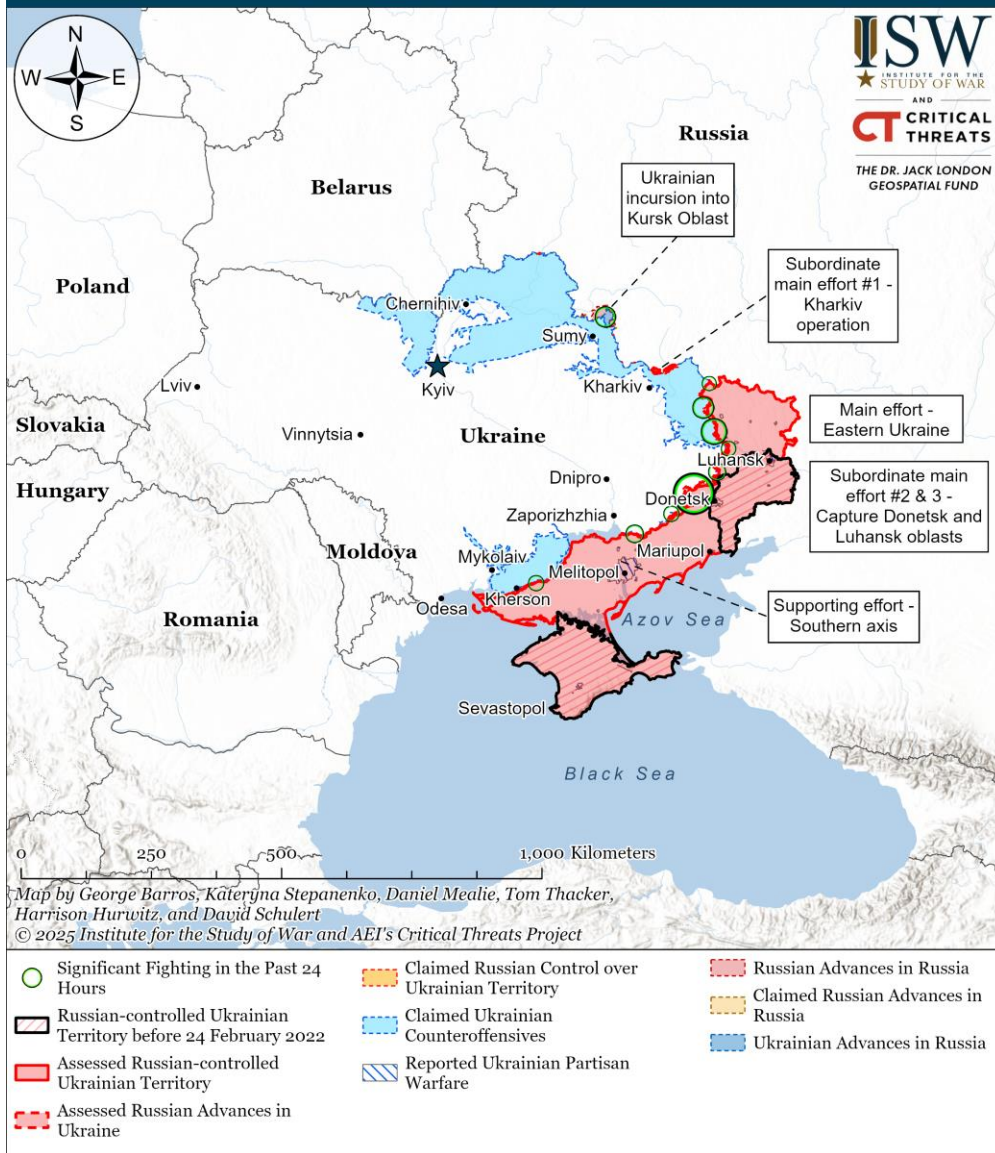 N
W
E
S
ISW
INSTITUTE FOR THE
STUDY OF WAR
AND
CT CRITICAL
THREATS
THE DR. JACK LONDON
GEOSPATIAL FUND
Russia
Belarus
Ukrainian
incursion into
Kursk Oblast
Subordinate
main effort #1 -
Kharkiv
operation
Poland
Chernihiv
Sumy
Kyiv
Lviv
Kharkiv
Slovakia
Vinnytsia
Ukraine
Main effort -
Eastern Ukraine
Luhansk
Hungary
Dnipro
Donetsk
Subordinate main
effort #2 & 3 -
Capture Donetsk and
Luhansk oblasts
Zaporizhzhia
Moldova
Mykolaiv
Mariupol
Melitopol
Kherson
Odesa
Romania
Azov Sea
Supporting effort -
Southern axis
Sevastopol
Black Sea
0 250 500 1,000 Kilometers
Map by George Barros, Kateryna Stepanenko, Daniel Mealie, Tom Thacker,
Harrison Hurwitz, and David Schulert
© 2025 Institute for the Study of War and AEI's Critical Threats Project
Significant Fighting in the Past 24
Hours
Russian-controlled Ukrainian
Territory before 24 February 2022
Assessed Russian-controlled
Ukrainian Territory
Assessed Russian Advances in
Ukraine
Claimed Russian Control over
Ukrainian Territory
Claimed Ukrainian
Counteroffensives
Reported Ukrainian Partisan
Warfare
Russian Advances in Russia
Claimed Russian Advances in
Russia
Ukrainian Advances in Russia